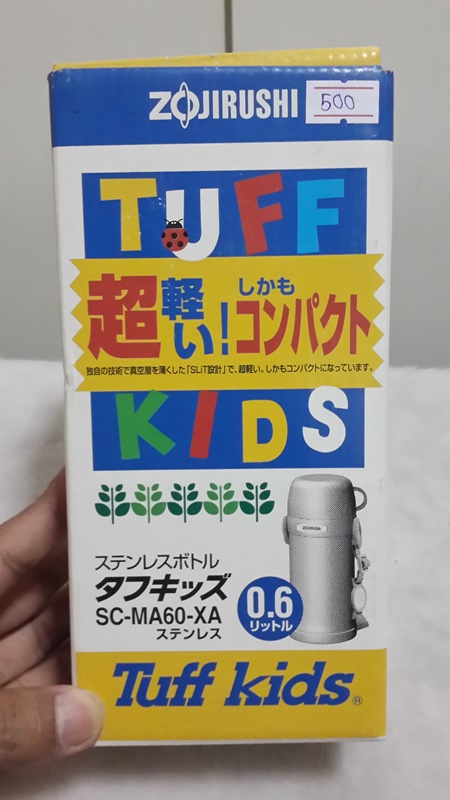 ZOJIRUSHI
500
TUFF
超軽い！しかもコンパクト
独自の技術で真空層を薄くした「SLiT設計」で、超軽い。しかもコンパクトになっています。
KIDS
ZOJIRUSHI
ステンレスボトル
タフキッズ
SC-MA60-XA
ステンレス
0.6
リットル
Tuff kids®